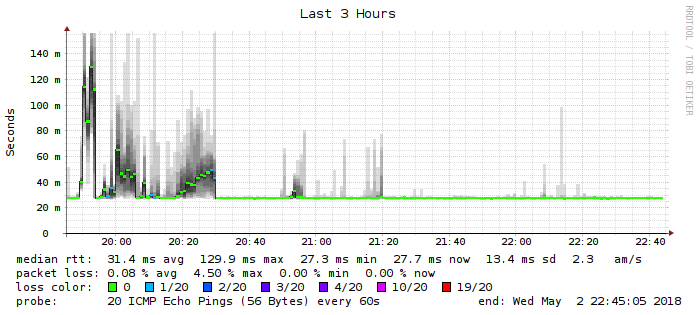 Last 3 Hours
RRDTOOL / TOBI OETIKER
Seconds
140 m
120 m
100 m
80 m
60 m
40 m
20 m
0
20:00 20:20 20:40 21:00 21:20 21:40 22:00 22:20 22:40
median rtt: 31.4 ms avg 129.9 ms max 27.3 ms min 27.7 ms now 13.4 ms sd 2.3 am/s
packet loss: 0.08 % avg 4.50 % max 0.00 % min 0.00 % now
loss color: 0 1/20 2/20 3/20 4/20 10/20 19/20
probe: 20 ICMP Echo Pings (56 Bytes) every 60s end: Wed May 2 22:45:05 2018